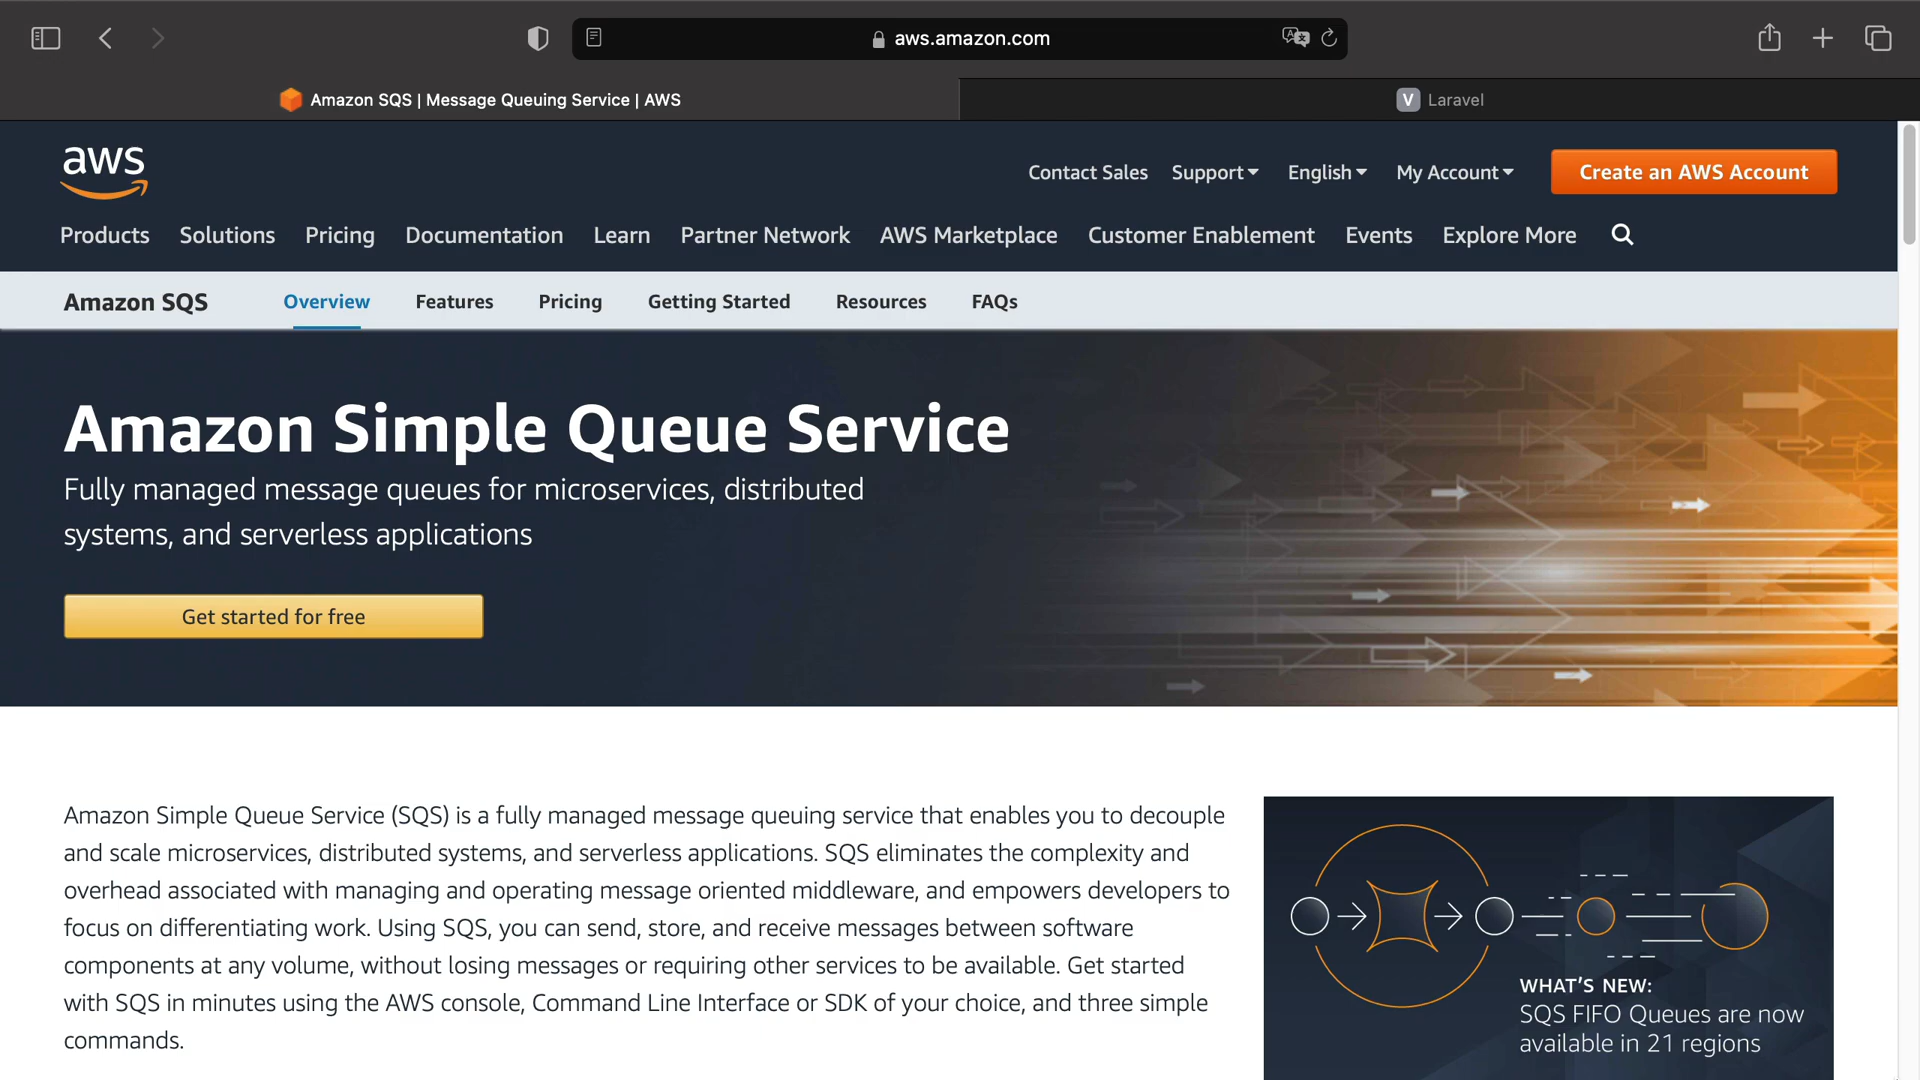 aws.amazon.com
Amazon SQS | Message Queuing Service | AWS
V Laravel
aws
Contact Sales Support English My Account Create an AWS Account
Products Solutions Pricing Documentation Learn Partner Network AWS Marketplace Customer Enablement Events Explore More
Amazon SQS Overview Features Pricing Getting Started Resources FAQs
Amazon Simple Queue Service
Fully managed message queues for microservices, distributed
systems, and serverless applications
Get started for free
Amazon Simple Queue Service (SQS) is a fully managed message queuing service that enables you to decouple
and scale microservices, distributed systems, and serverless applications. SQS eliminates the complexity and
overhead associated with managing and operating message oriented middleware, and empowers developers to
focus on differentiating work. Using SQS, you can send, store, and receive messages between software
components at any volume, without losing messages or requiring other services to be available. Get started
with SQS in minutes using the AWS console, Command Line Interface or SDK of your choice, and three simple
commands.
WHAT'S NEW:
SQS FIFO Queues are now
available in 21 regions